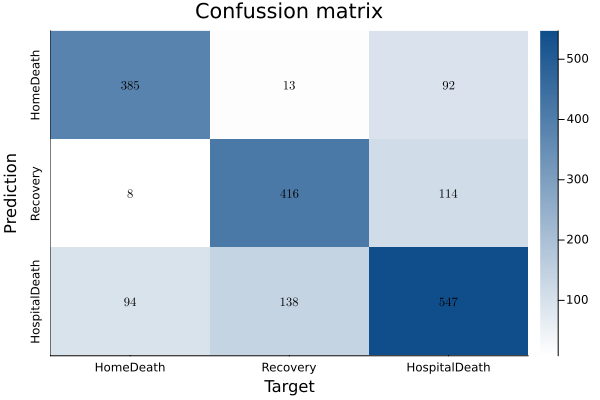 Confussion matrix
Prediction
HomeDeath
385
13
92
Recovery
8
416
114
HospitalDeath
94
138
547
HomeDeath
Recovery
HospitalDeath
Target
500
400
300
200
100